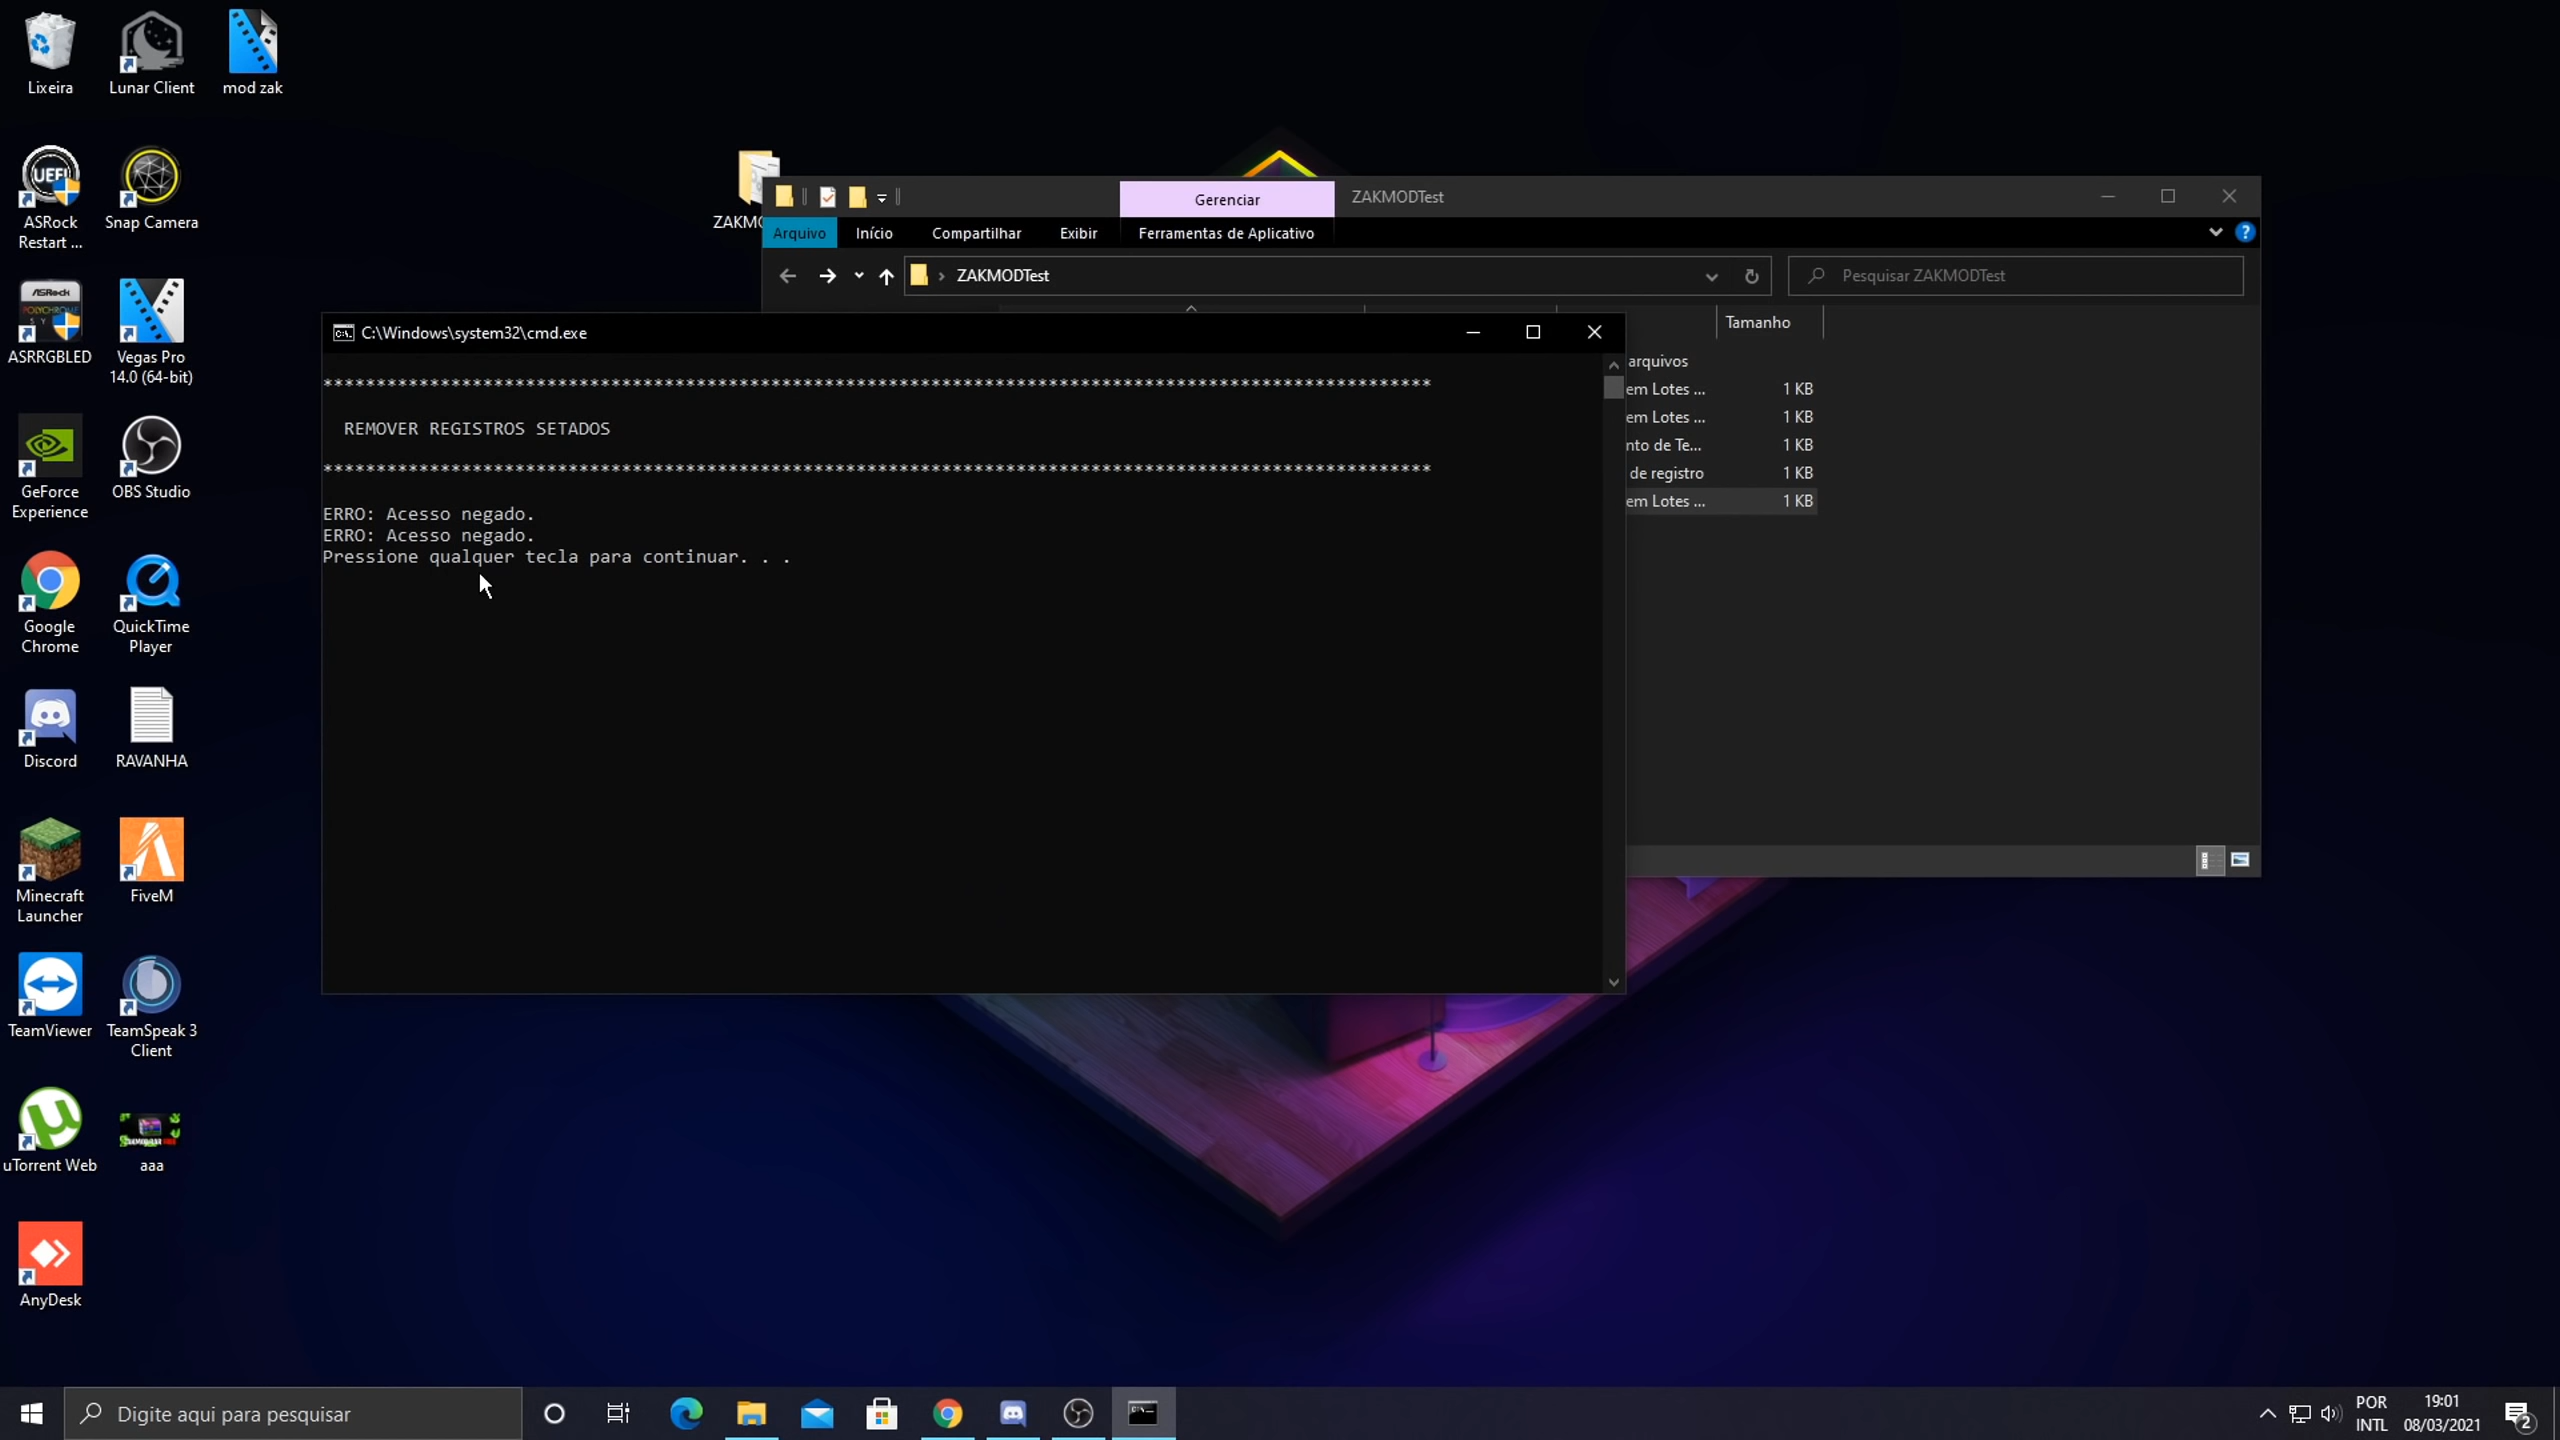 Lixeira
Lunar Client
mod zak
ASRock
Restart ...
Snap Camera
ASRRGBLED
Vegas Pro
14.0 (64-bit)
GeForce
Experience
OBS Studio
Google
Chrome
QuickTime
Player
Discord
RAVANHA
Minecraft
Launcher
FiveM
TeamViewer
TeamSpeak 3
Client
uTorrent Web
aaa
AnyDesk
Gerenciar
ZAKMODTest
Arquivo
Início
Compartilhar
Exibir
Ferramentas de Aplicativo
ZAKMODTest
Pesquisar ZAKMODTest
Tamanho
arquivos
em Lotes ...
1 KB
em Lotes ...
1 KB
nto de Te...
1 KB
de registro
1 KB
em Lotes ...
1 KB
C:\Windows\system32\cmd.exe
REMOVER REGISTROS SETADOS
ERRO: Acesso negado.
ERRO: Acesso negado.
Pressione qualquer tecla para continuar. . .
Digite aqui para pesquisar
POR
INTL
19:01
08/03/2021
2